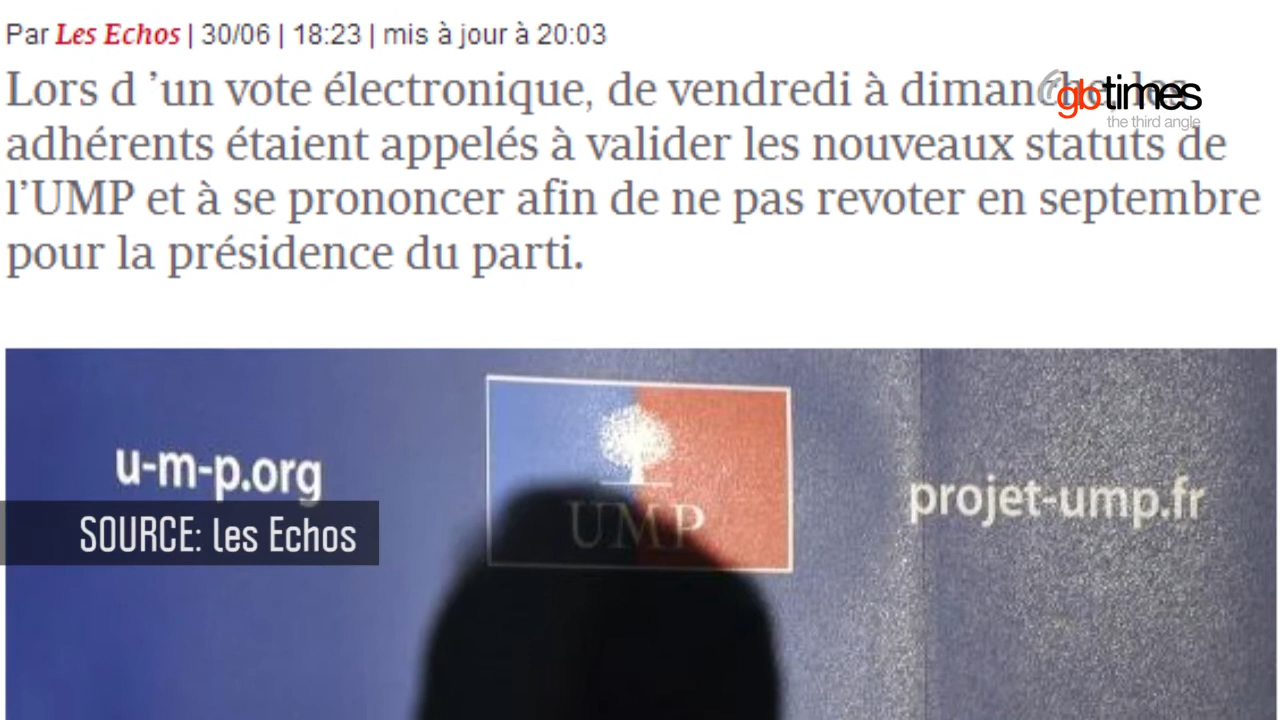 Par Les Echos | 30/06 | 18:23 | mis à jour à 20:03
Lors d ’un vote électronique, de vendredi à dimanche, les
gbtimes
the third angle
adhérents étaient appelés à valider les nouveaux statuts de
l’UMP et à se prononcer afin de ne pas revoter en septembre
pour la présidence du parti.
u-m-p.org
UMP
projet-ump.fr
SOURCE: les Echos